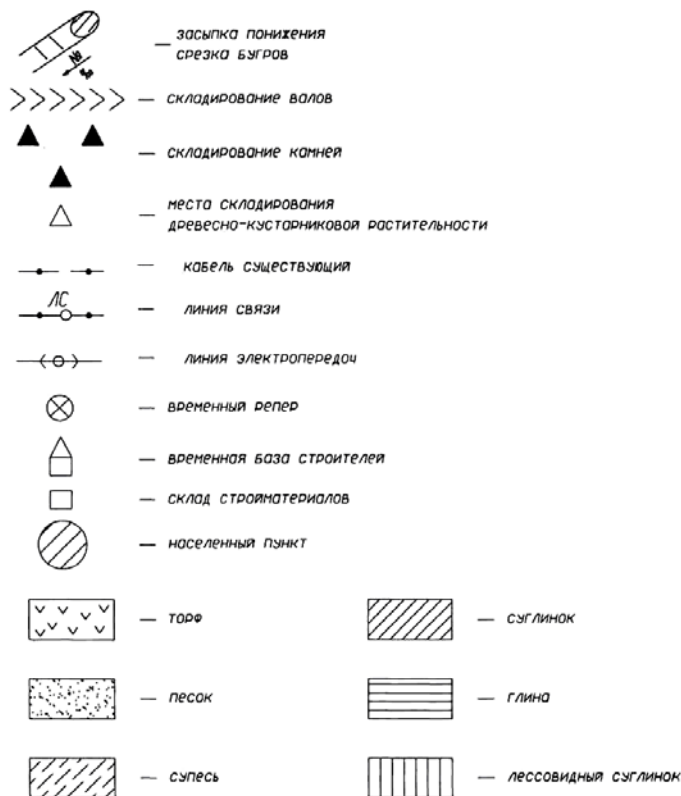 — засыпка понижения
срезка бугров
— складирование валов
— складирование камней
— места складирования
древесно-кустарниковой растительности
— кабель существующий
ЛС
— линия связи
— линия электропередач
— временный репер
— временная база строителей
— склад стройматериалов
— населенный пункт
— торф
— суглинок
— песок
— глина
— супесь
— лессовидный суглинок